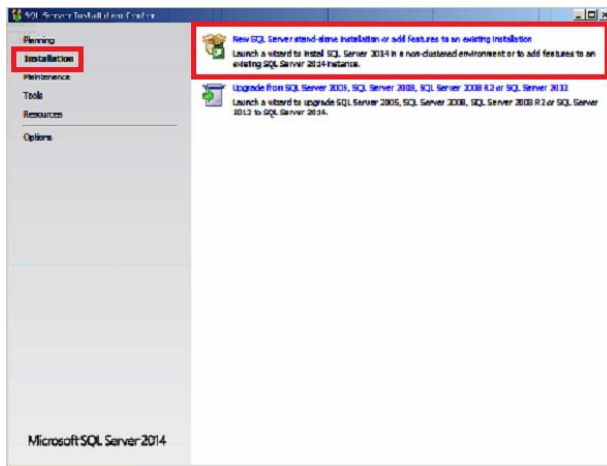 SQL Server Installation Center
Planning
Installation
Maintenance
Tools
Resources
Options
New SQL Server stand-alone installation or add features to an existing installation
Launch a wizard to install SQL Server 2014 in a non-clustered environment or to add features to an
existing SQL Server 2014 instance.
Upgrade from SQL Server 2005, SQL Server 2008, SQL Server 2008 R2 or SQL Server 2012
Launch a wizard to upgrade SQL Server 2005, SQL Server 2008, SQL Server 2008 R2 or SQL Server
2012 to SQL Server 2014.
Microsoft SQL Server 2014